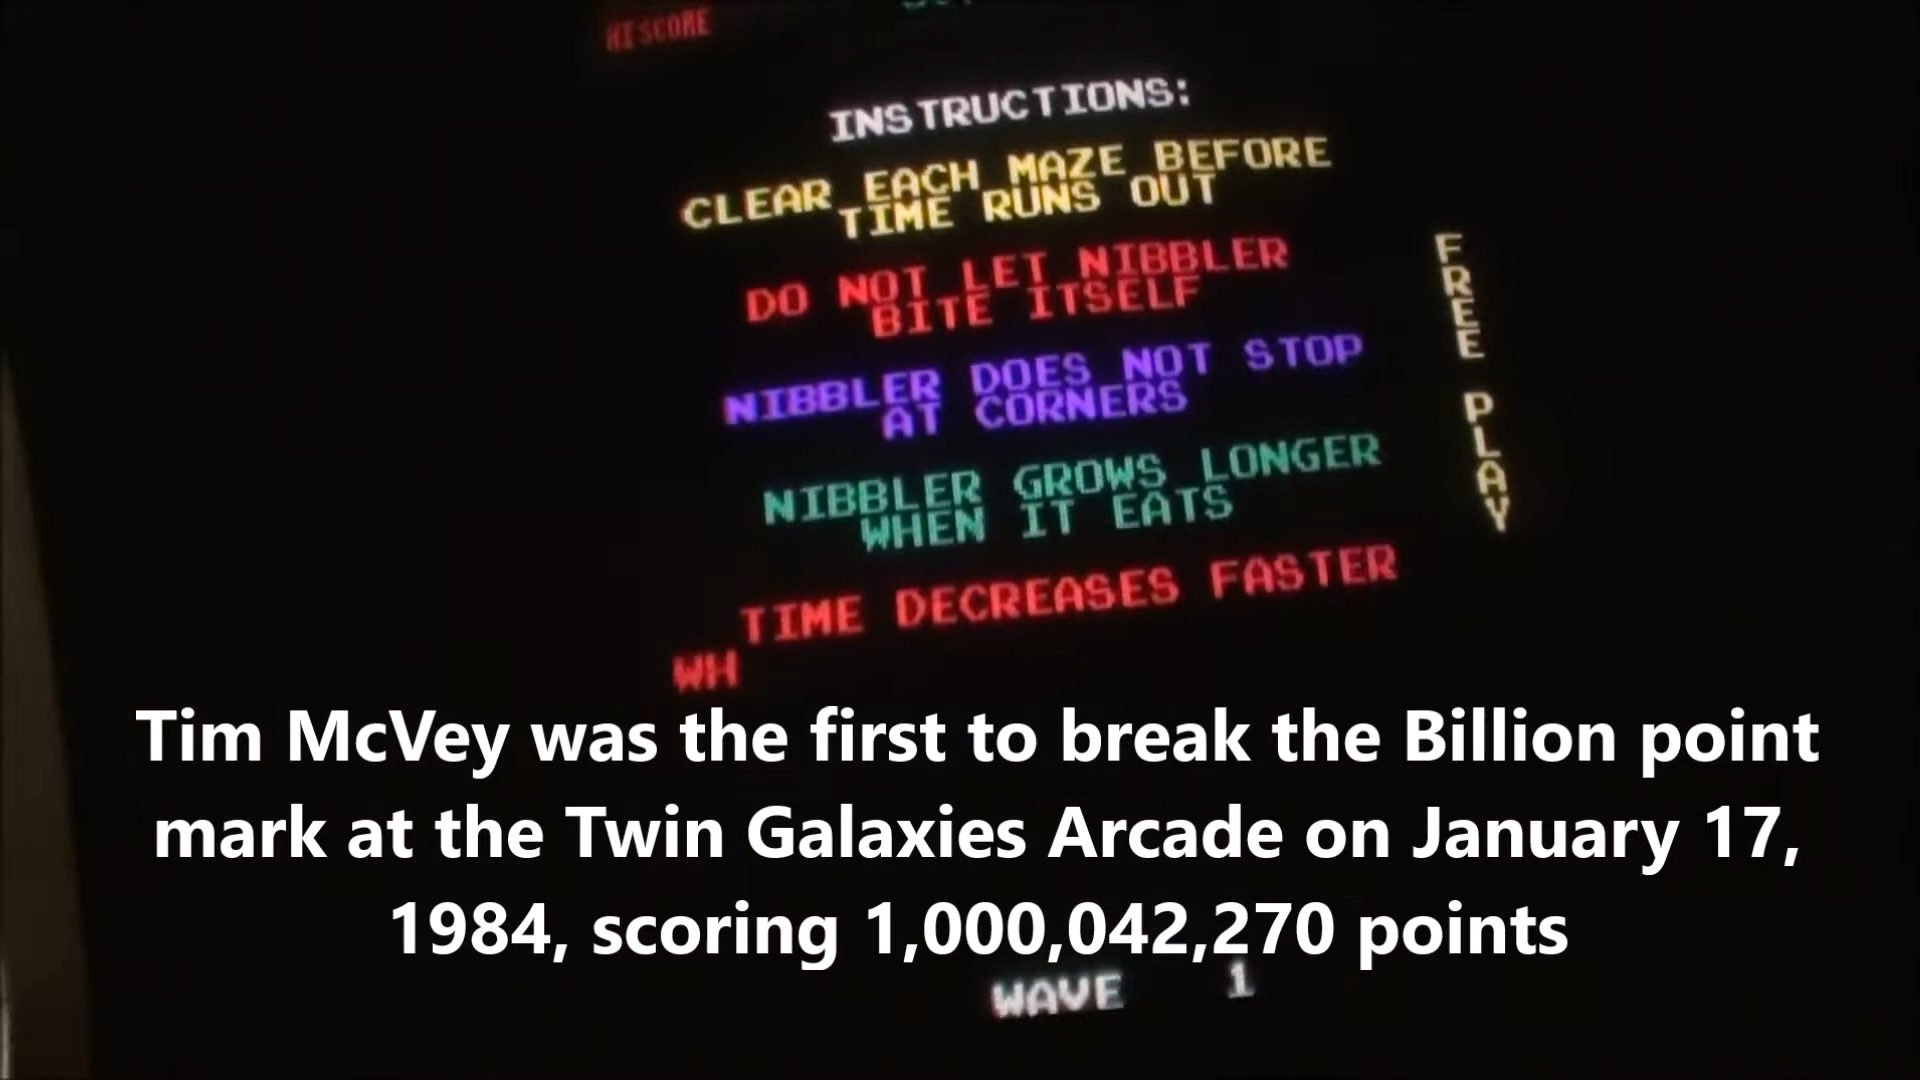 HISCORE
INSTRUCTIONS:
CLEAR EACH MAZE BEFORE
TIME RUNS OUT
DO NOT LET NIBBLER
BITE ITSELF
NIBBLER DOES NOT STOP
AT CORNERS
NIBBLER GROWS LONGER
WHEN IT EATS
TIME DECREASES FASTER
WH
FREE PLAY
Tim McVey was the first to break the Billion point
mark at the Twin Galaxies Arcade on January 17,
1984, scoring 1,000,042,270 points
WAVE 1